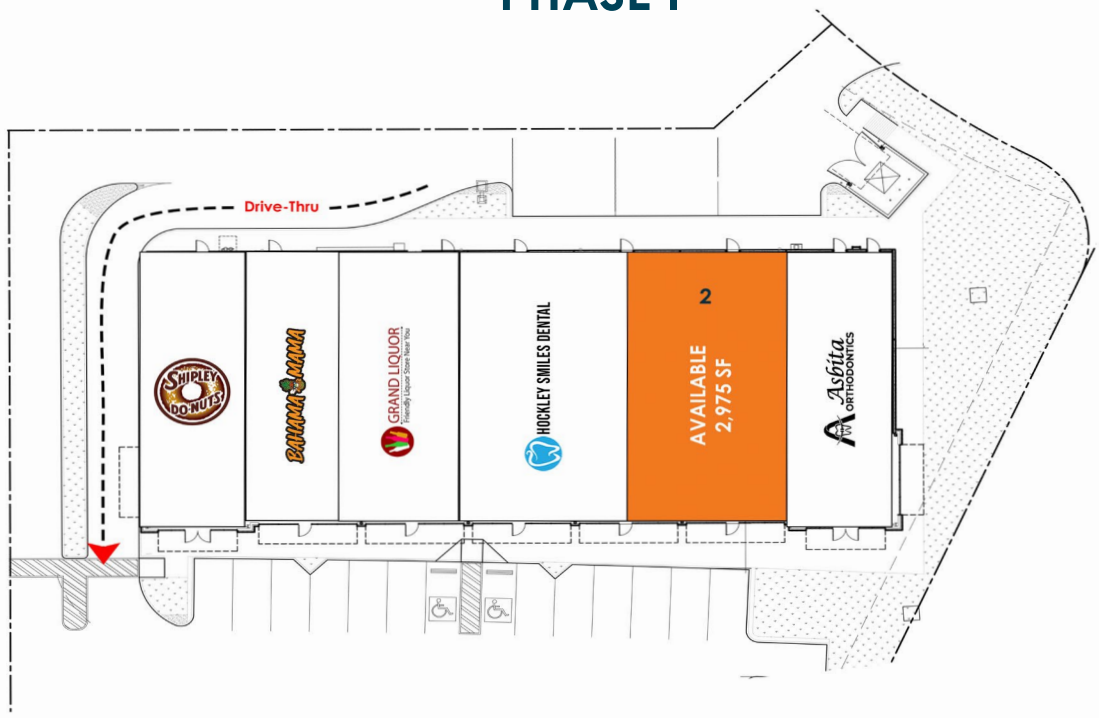 PHASE I
Drive-Thru
SHIPLEY
DO-NUTS
BAHAMA MAMA
GRAND LIQUOR
Friendly Liquor Store Near You
HOCKLEY SMILES DENTAL
2
AVAILABLE
2,975 SF
Asbita
ORTHODONTICS